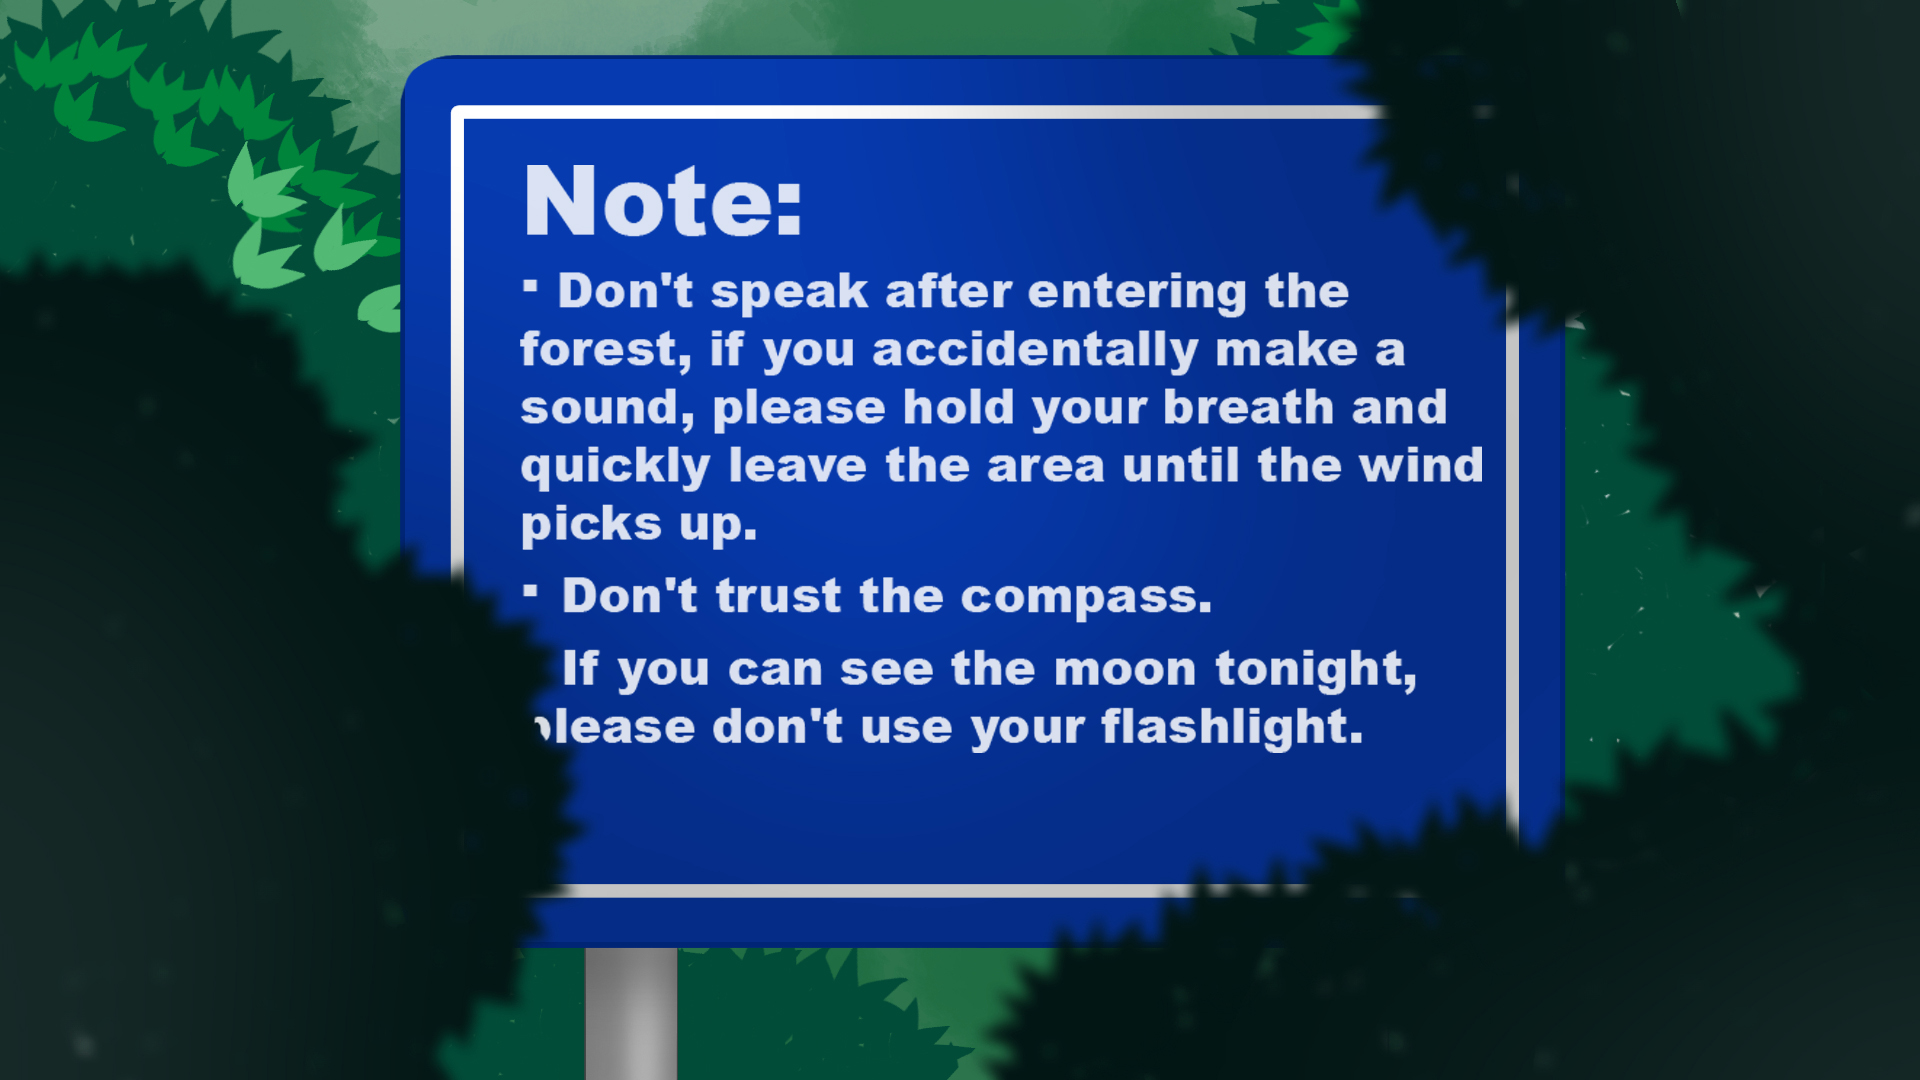 Note:
▪ Don't speak after entering the
forest, if you accidentally make a
sound, please hold your breath and
quickly leave the area until the wind
picks up.
▪ Don't trust the compass.
If you can see the moon tonight,
please don't use your flashlight.